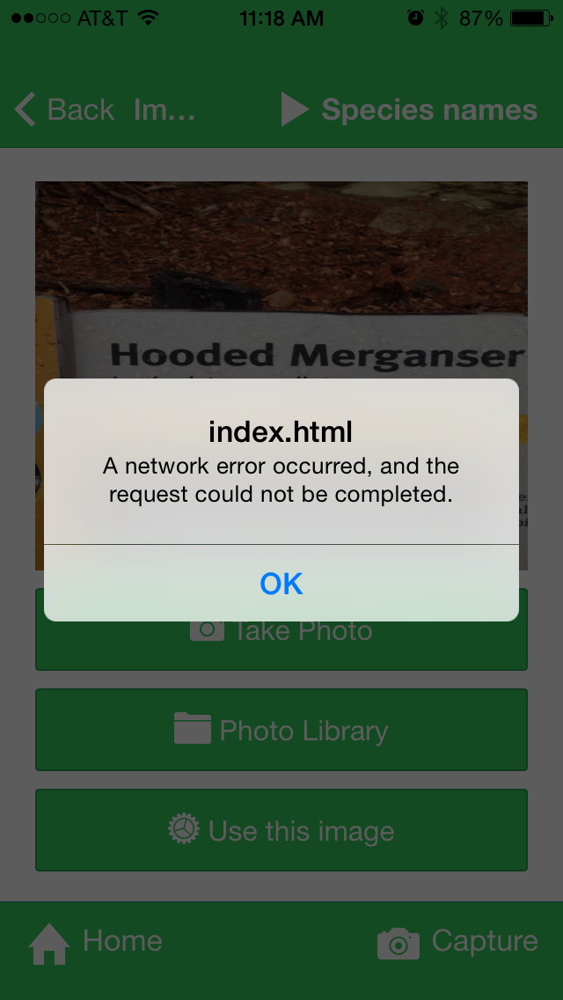 AT&T 11:18 AM 87%
Back Im... Species names
Hooded Merganser
index.html
A network error occurred, and the
request could not be completed.
OK
Take Photo
Photo Library
Use this image
Home Capture